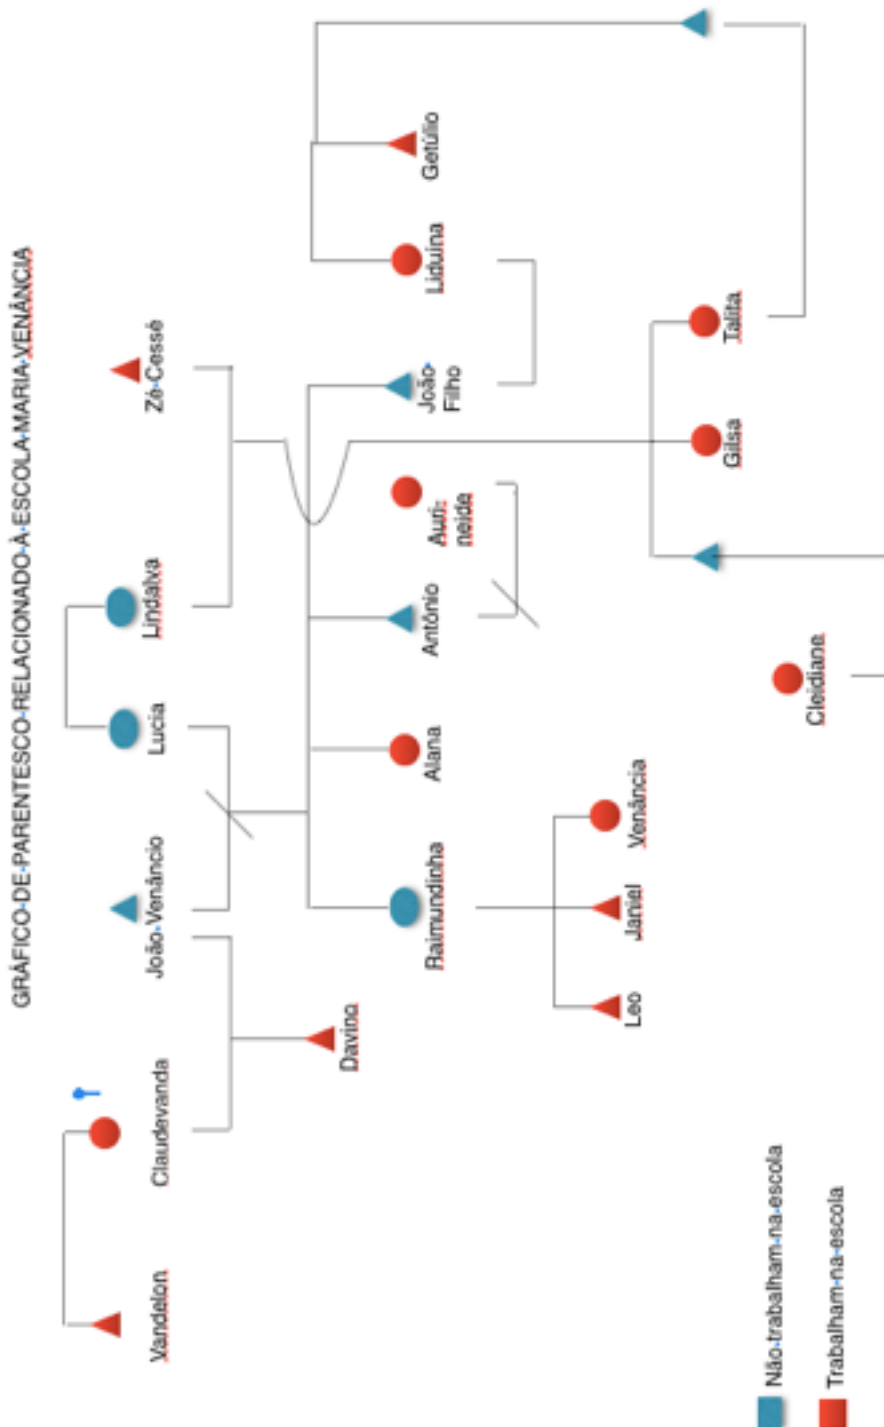 GRÁFICO·DE·PARENTESCO·RELACIONADO·À·ESCOLA·MARIA·VENÂNCIA
Vandelon
Claudevanda
João·Venâncio
Lucia
Lindalva
Zé·Cessé
Davino
Raimundinha
Alana
Antônio
Auri-
neide
João·
Filho
Liduina
Getúlio
Leo
Janiel
Venância
Cleidiane
Gilsa
Talita
Não·trabalham·na·escola
Trabalham·na·escola